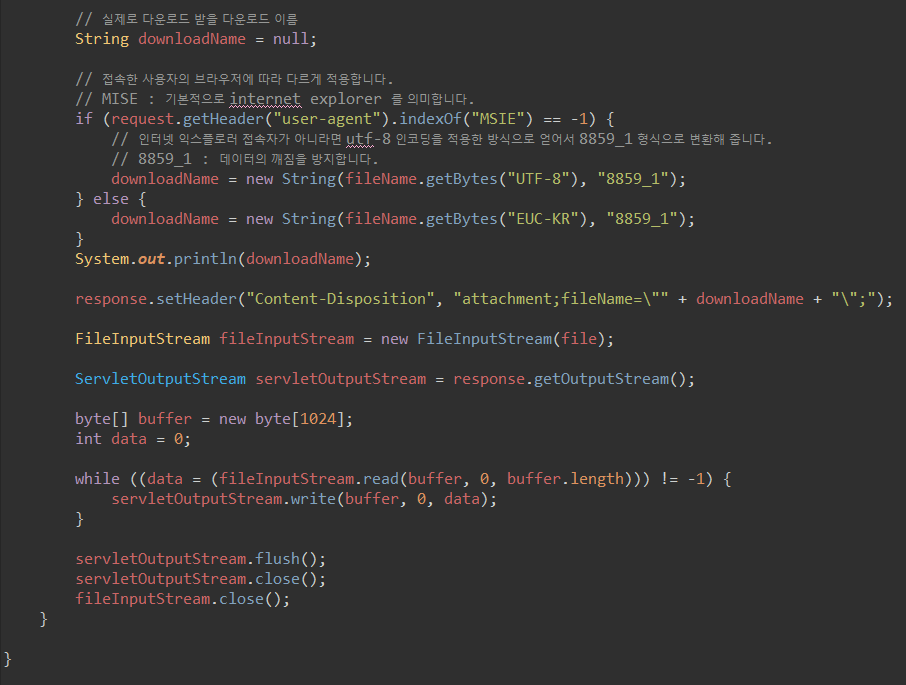 // 실제로 다운로드 받을 다운로드 이름
String downloadName = null;
// 접속한 사용자의 브라우저에 따라 다르게 적용합니다.
// MISE : 기본적으로 internet explorer 를 의미합니다.
if (request.getHeader("user-agent").indexOf("MSIE") == -1) {
// 인터넷 익스플로러 접속자가 아니라면 utf-8 인코딩을 적용한 방식으로 얻어서 8859_1 형식으로 변환해 줍니다.
// 8859_1 : 데이터의 깨짐을 방지합니다.
downloadName = new String(fileName.getBytes("UTF-8"), "8859_1");
} else {
downloadName = new String(fileName.getBytes("EUC-KR"), "8859_1");
}
System.out.println(downloadName);
response.setHeader("Content-Disposition", "attachment;fileName=\"" + downloadName + "\";");
FileInputStream fileInputStream = new FileInputStream(file);
ServletOutputStream servletOutputStream = response.getOutputStream();
byte[] buffer = new byte[1024];
int data = 0;
while ((data = (fileInputStream.read(buffer, 0, buffer.length))) != -1) {
servletOutputStream.write(buffer, 0, data);
}
servletOutputStream.flush();
servletOutputStream.close();
fileInputStream.close();
}
}